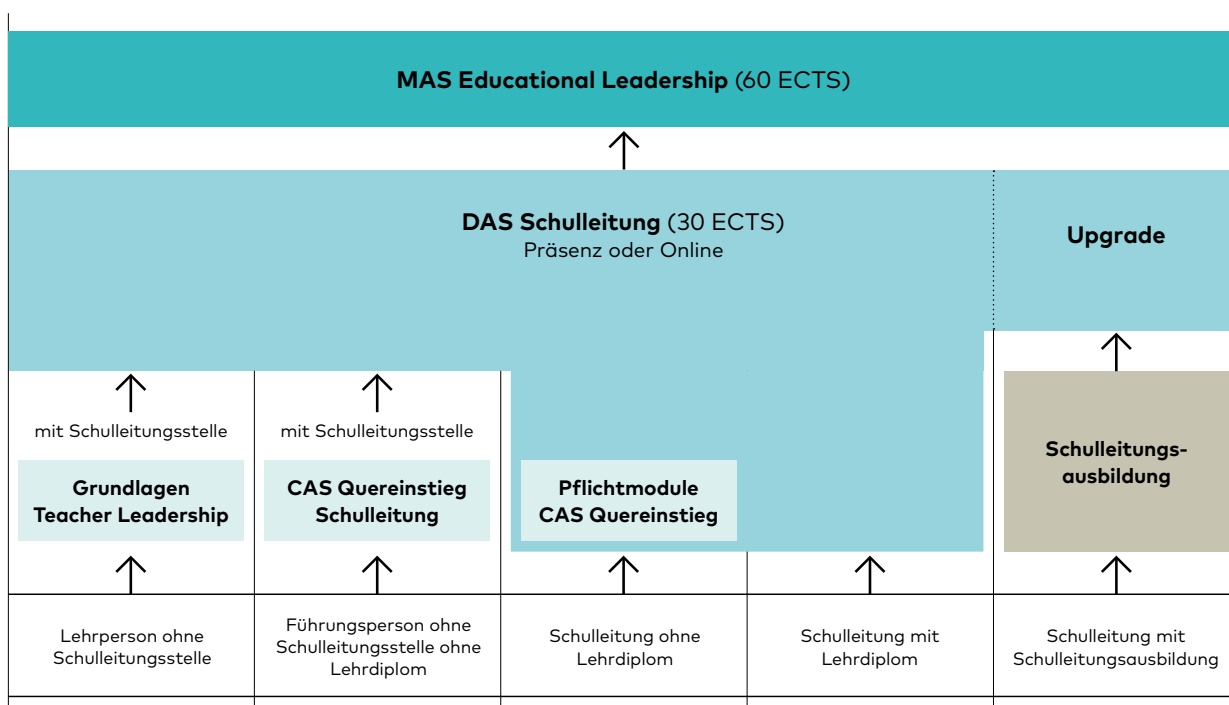 MAS Educational Leadership (60 ECTS)
DAS Schulleitung (30 ECTS)
Präsenz oder Online
Upgrade
mit Schulleitungsstelle
mit Schulleitungsstelle
Grundlagen
Teacher Leadership
CAS Quereinstieg
Schulleitung
Pflichtmodule
CAS Quereinstieg
Schulleitungs-
ausbildung
Lehrperson ohne
Schulleitungsstelle
Führungsperson ohne
Schulleitungsstelle ohne
Lehrdiplom
Schulleitung ohne
Lehrdiplom
Schulleitung mit
Lehrdiplom
Schulleitung mit
Schulleitungsausbildung